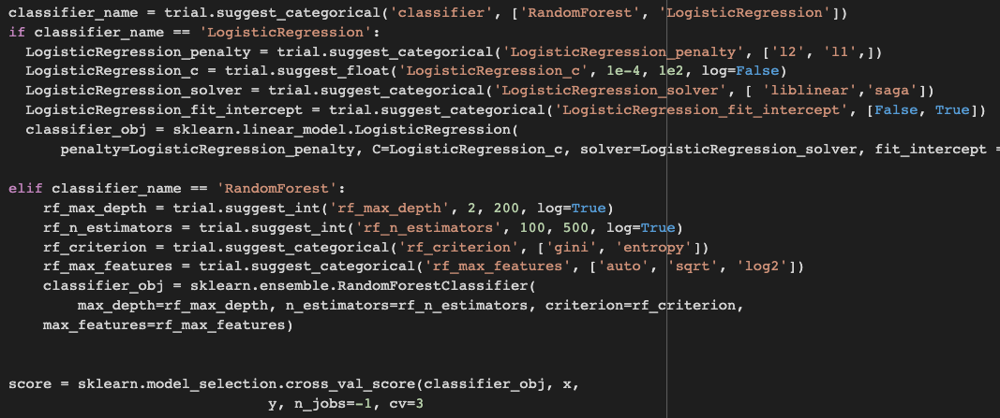 classifier_name = trial.suggest_categorical('classifier', ['RandomForest', 'LogisticRegression'])
if classifier_name == 'LogisticRegression':
  LogisticRegression_penalty = trial.suggest_categorical('LogisticRegression_penalty', ['l2', 'l1',])
  LogisticRegression_c = trial.suggest_float('LogisticRegression_c', 1e-4, 1e2, log=False)
  LogisticRegression_solver = trial.suggest_categorical('LogisticRegression_solver', [ 'liblinear','saga'])
  LogisticRegression_fit_intercept = trial.suggest_categorical('LogisticRegression_fit_intercept', [False, True])
  classifier_obj = sklearn.linear_model.LogisticRegression(
      penalty=LogisticRegression_penalty, C=LogisticRegression_c, solver=LogisticRegression_solver, fit_intercept =
elif classifier_name == 'RandomForest':
    rf_max_depth = trial.suggest_int('rf_max_depth', 2, 200, log=True)
    rf_n_estimators = trial.suggest_int('rf_n_estimators', 100, 500, log=True)
    rf_criterion = trial.suggest_categorical('rf_criterion', ['gini', 'entropy'])
    rf_max_features = trial.suggest_categorical('rf_max_features', ['auto', 'sqrt', 'log2'])
    classifier_obj = sklearn.ensemble.RandomForestClassifier(
        max_depth=rf_max_depth, n_estimators=rf_n_estimators, criterion=rf_criterion,
    max_features=rf_max_features)
score = sklearn.model_selection.cross_val_score(classifier_obj, x,
                              y, n_jobs=-1, cv=3